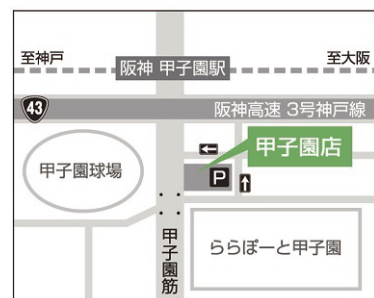 至神戸
至大阪
阪神 甲子園駅
43
阪神高速 3号神戸線
甲子園店
甲子園球場
P
甲子園筋
ららぽーと甲子園